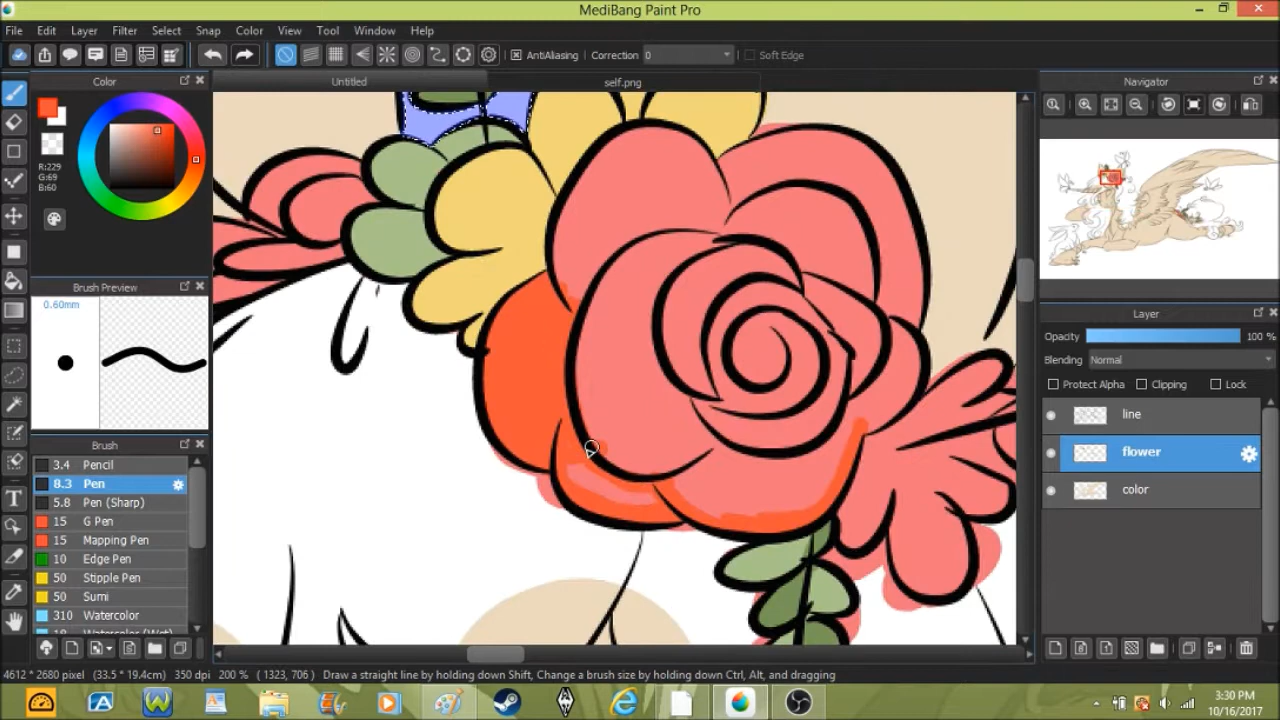 MediBang Paint Pro
File Edit Layer Filter Select Snap Color View Tool Window Help
AntiAliasing Correction 0 Soft Edge
Color Untitled self.png Navigator
R:229
G:69
B:60
Brush Preview
0.60mm
Layer
Opacity 100 %
Blending Normal
Protect Alpha Clipping Lock
line
flower
color
Brush
3.4 Pencil
8.3 Pen
5.8 Pen (Sharp)
15 G Pen
15 Mapping Pen
10 Edge Pen
50 Stipple Pen
50 Sumi
310 Watercolor
Watercolor (Wet)
4612 * 2680 pixel (33.5 * 19.4cm) 350 dpi 200 % ( 1323, 706 ) Draw a straight line by holding down Shift, Change a brush size by holding down Ctrl, Alt, and dragging
3:30 PM
10/16/2017